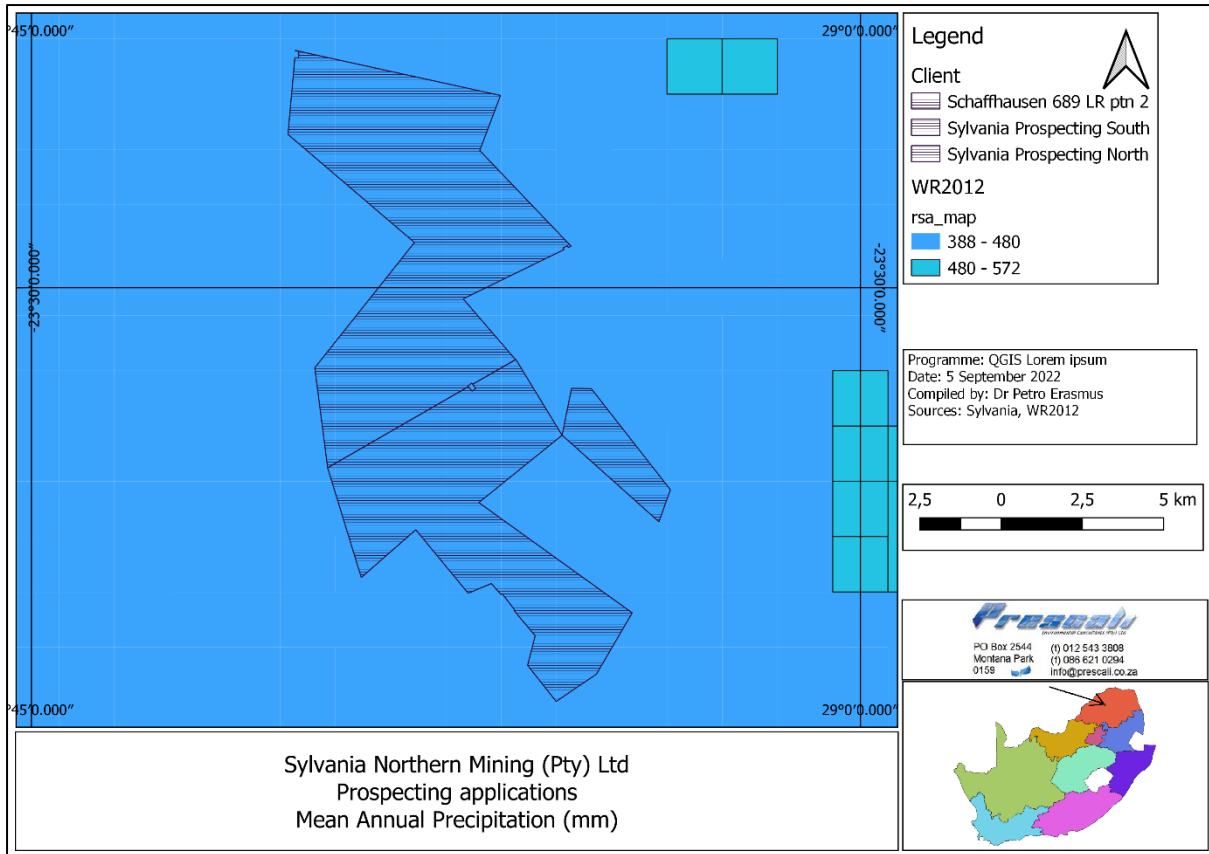 °45'0.000"
29°0'0.000"
-23°30'0.000"
-23°30'0.000"
°45'0.000"
29°0'0.000"
Legend
Client
Schaffhausen 689 LR ptn 2
Sylvania Prospecting South
Sylvania Prospecting North
WR2012
rsa_map
388 - 480
480 - 572
Programme: QGIS Lorem ipsum
Date: 5 September 2022
Compiled by: Dr Petro Erasmus
Sources: Sylvania, WR2012
2,5 0 2,5 5 km
Prescali
Environmental Consultants (Pty) Ltd
PO Box 2544 (t) 012 543 3808
Montana Park (f) 086 621 0294
0159 info@prescali.co.za
Sylvania Northern Mining (Pty) Ltd
Prospecting applications
Mean Annual Precipitation (mm)